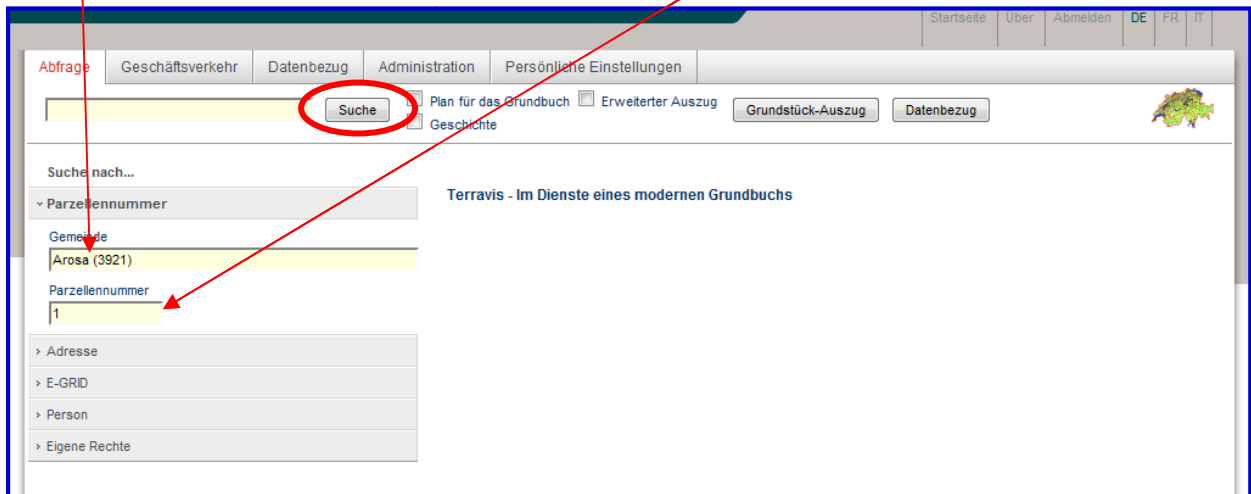 Startseite Über Abmelden DE FR IT
Abfrage Geschäftsverkehr Datenbezug Administration Persönliche Einstellungen
Suche Plan für das Grundbuch Erweiterter Auszug Grundstück-Auszug Datenbezug
Geschichte
Suche nach...
Parzellennummer
Terravis - Im Dienste eines modernen Grundbuchs
Gemeinde
Arosa (3921)
Parzellennummer
1
Adresse
E-GRID
Person
Eigene Rechte